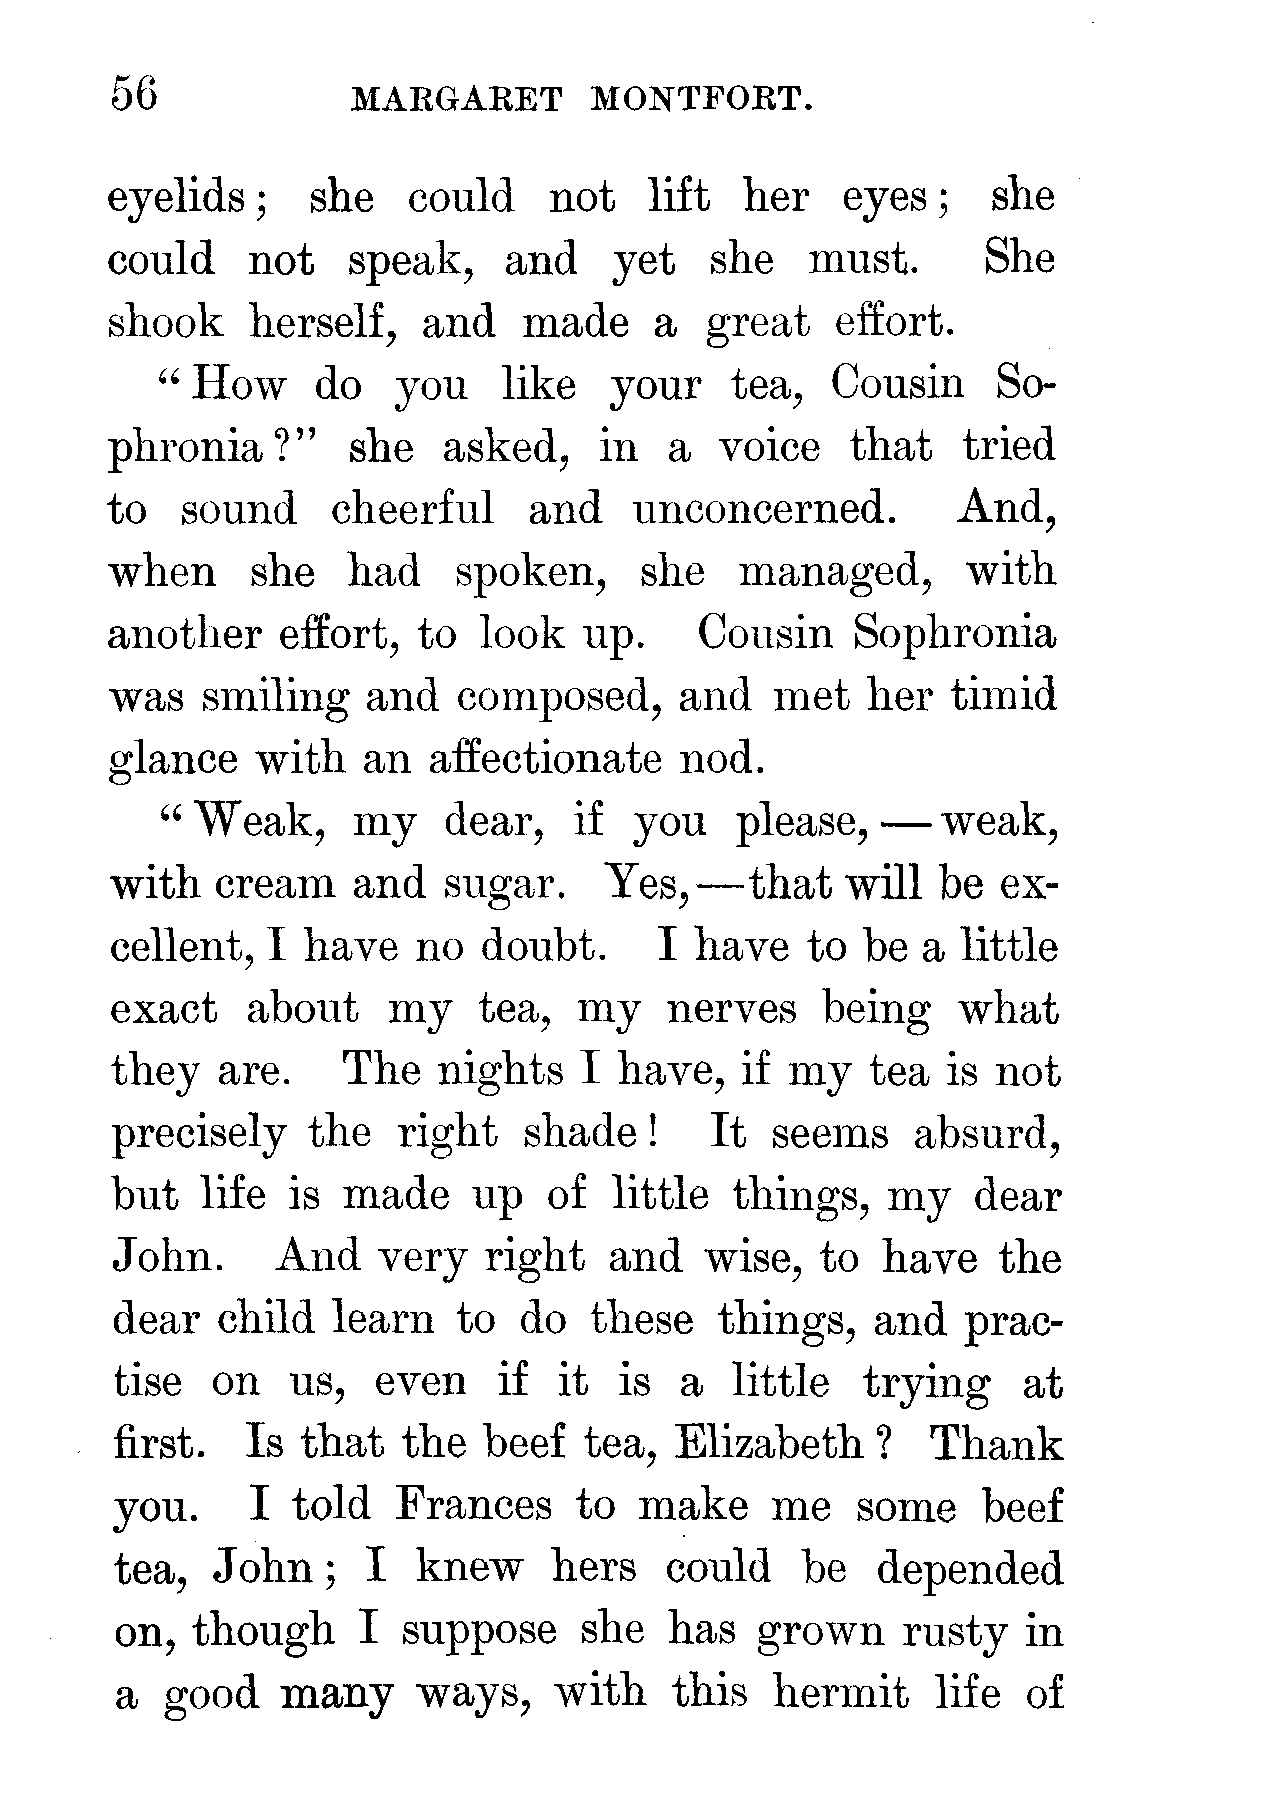 56 MARGARET MONTFORT.
eyelids; she could not lift her eyes; she
could not speak, and yet she must. She
shook herself, and made a great effort.
"How do you like your tea, Cousin So-
phronia?" she asked, in a voice that tried
to sound cheerful and unconcerned. And,
when she had spoken, she managed, with
another effort, to look up. Cousin Sophronia
was smiling and composed, and met her timid
glance with an affectionate nod.
"Weak, my dear, if you please, — weak,
with cream and sugar. Yes, — that will be ex-
cellent, I have no doubt. I have to be a little
exact about my tea, my nerves being what
they are. The nights I have, if my tea is not
precisely the right shade! It seems absurd,
but life is made up of little things, my dear
John. And very right and wise, to have the
dear child learn to do these things, and prac-
tise on us, even if it is a little trying at
first. Is that the beef tea, Elizabeth? Thank
you. I told Frances to make me some beef
tea, John; I knew hers could be depended
on, though I suppose she has grown rusty in
a good many ways, with this hermit life of